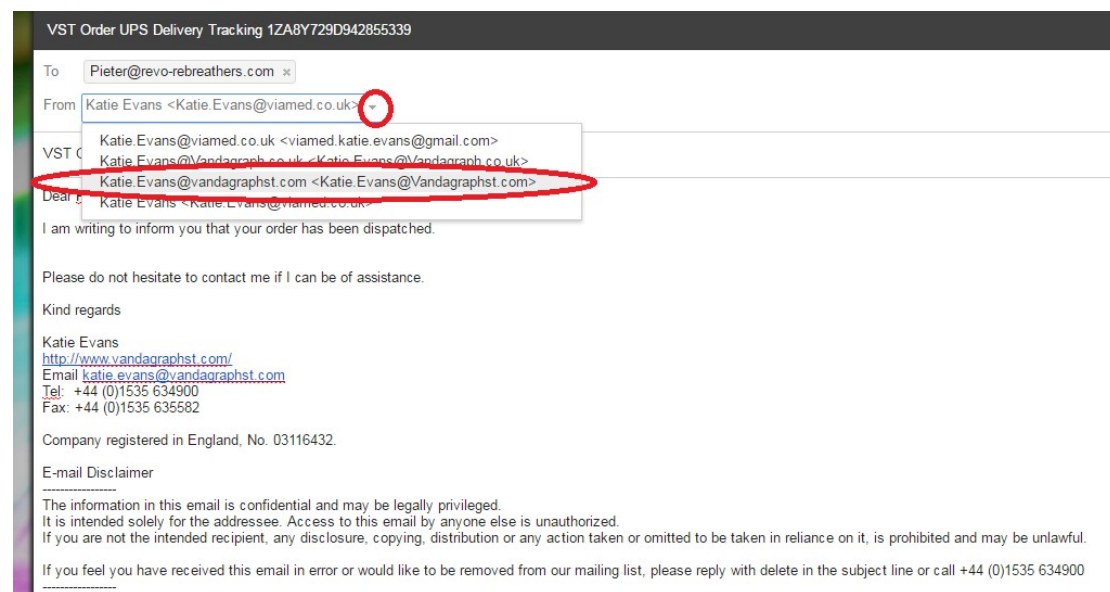 VST Order UPS Delivery Tracking 1ZA8Y729D942855339
To Pieter@revo-rebreathers.com ×
From Katie Evans <Katie.Evans@viamed.co.uk>
Katie.Evans@viamed.co.uk <viamed.katie.evans@gmail.com>
VST
Katie.Evans@Vandagraph.co.uk <Katie.Evans@Vandagraph.co.uk>
Katie.Evans@vandagraphst.com <Katie.Evans@Vandagraphst.com>
Dear
Katie Evans <Katie.Evans@viamed.co.uk>
I am writing to inform you that your order has been dispatched.
Please do not hesitate to contact me if I can be of assistance.
Kind regards
Katie Evans
http://www.vandagraphst.com/
Email katie.evans@vandagraphst.com
Tel: +44 (0)1535 634900
Fax: +44 (0)1535 635582
Company registered in England, No. 03116432.
E-mail Disclaimer
-----------------
The information in this email is confidential and may be legally privileged.
It is intended solely for the addressee. Access to this email by anyone else is unauthorized.
If you are not the intended recipient, any disclosure, copying, distribution or any action taken or omitted to be taken in reliance on it, is prohibited and may be unlawful.
If you feel you have received this email in error or would like to be removed from our mailing list, please reply with delete in the subject line or call +44 (0)1535 634900
-----------------